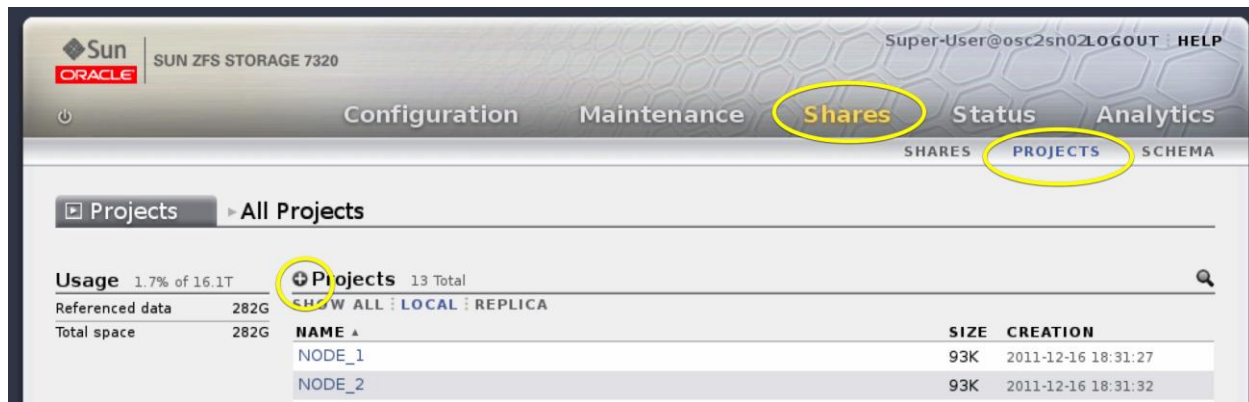 Sun
ORACLE
SUN ZFS STORAGE 7320
Super-User@osc2sn02 LOGOUT HELP
Configuration Maintenance Shares Status Analytics
SHARES PROJECTS SCHEMA
Projects All Projects
Usage 1.7% of 16.1T
Referenced data 282G
Total space 282G
Projects 13 Total
SHOW ALL LOCAL REPLICA
NAME SIZE CREATION
NODE_1 93K 2011-12-16 18:31:27
NODE_2 93K 2011-12-16 18:31:32